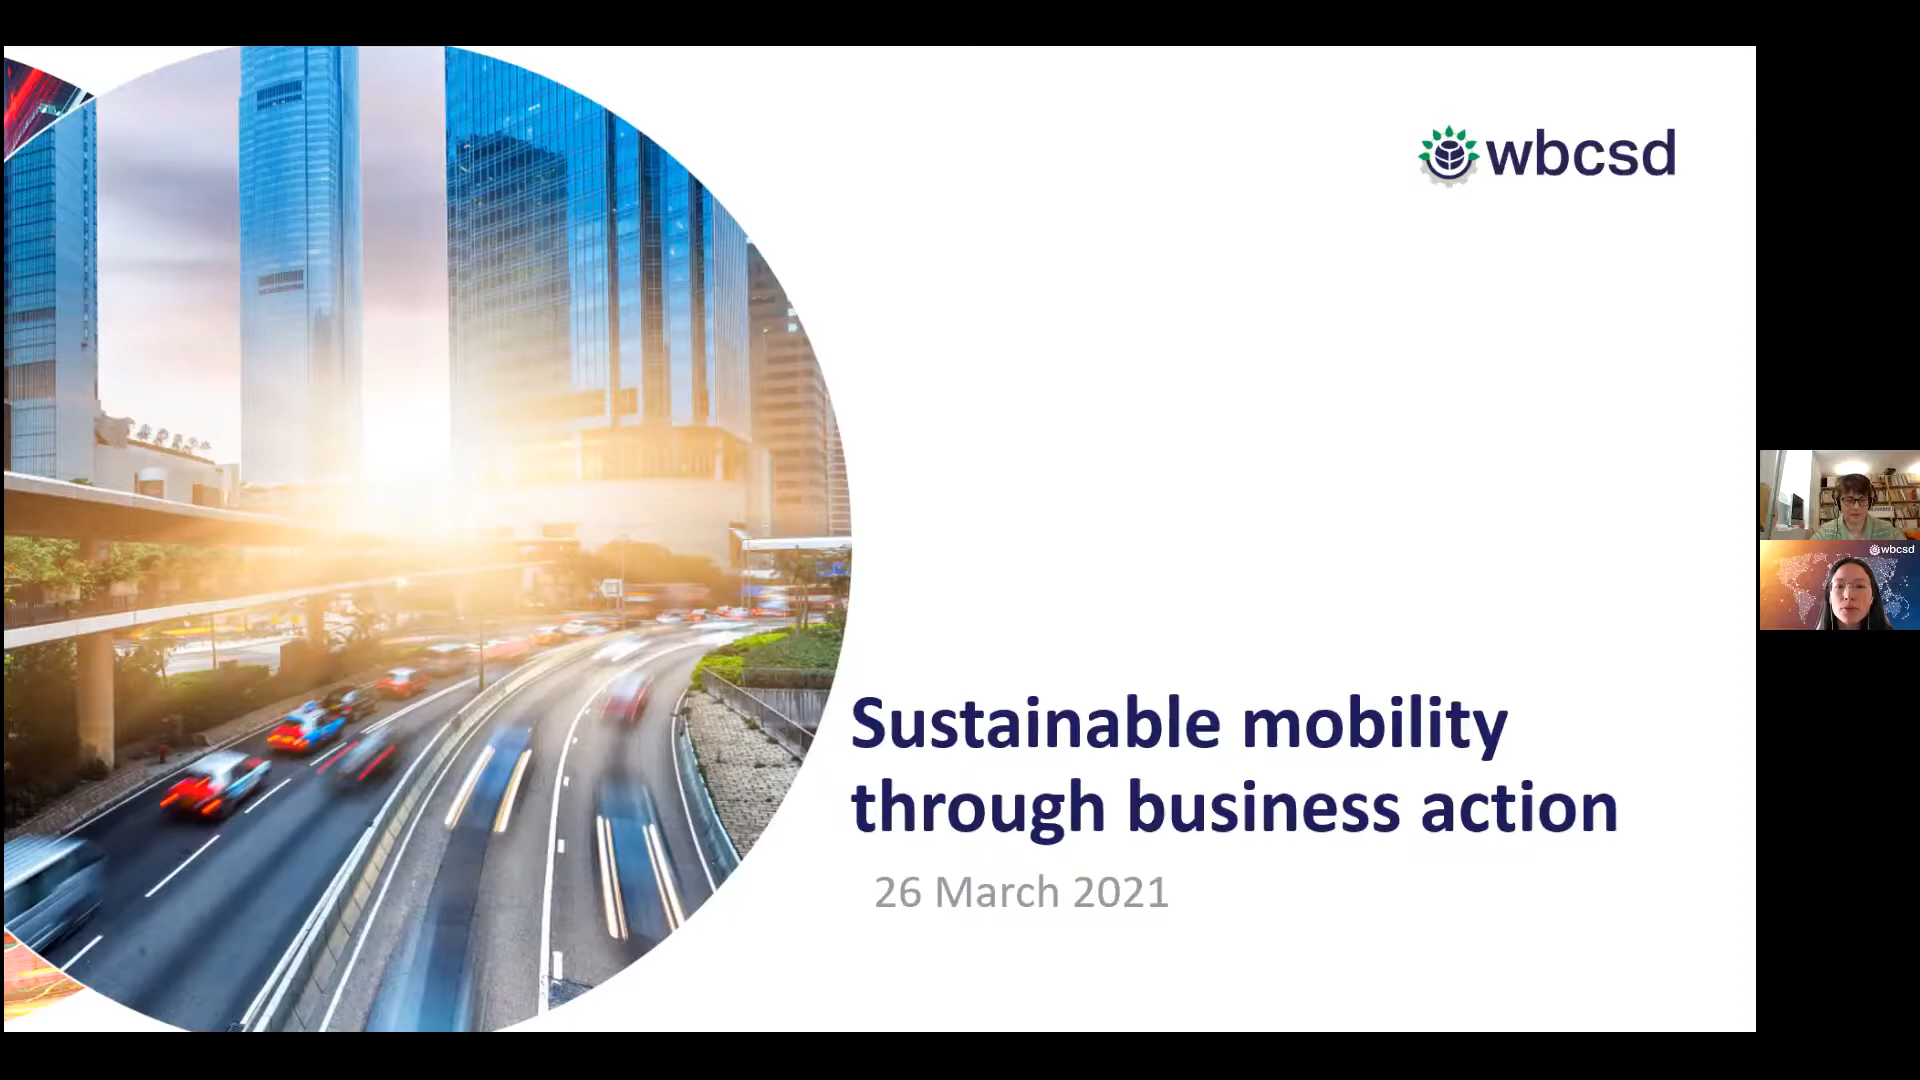 wbcsd
Sustainable mobility
through business action
26 March 2021
wbcsd